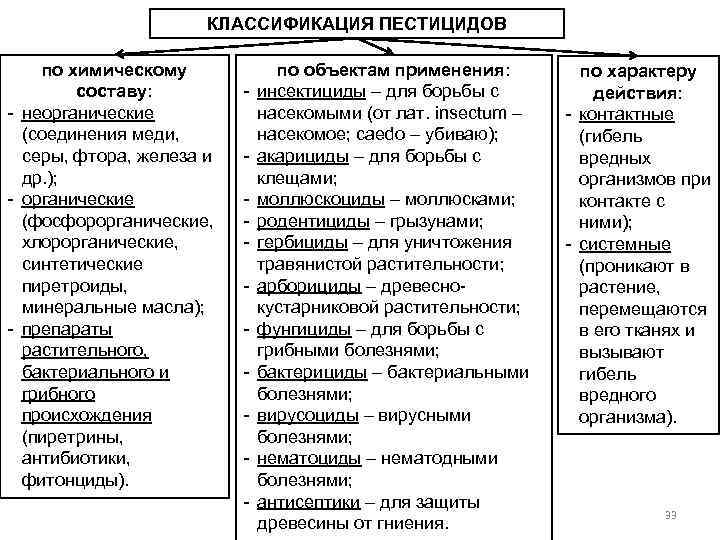 КЛАССИФИКАЦИЯ ПЕСТИЦИДОВ
по химическому
составу:
- неорганические
(соединения меди,
серы, фтора, железа и
др. );
- органические
(фосфорорганические,
хлорорганические,
синтетические
пиретроиды,
минеральные масла);
- препараты
растительного,
бактериального и
грибного
происхождения
(пиретрины,
антибиотики,
фитонциды).
по объектам применения:
- инсектициды – для борьбы с
насекомыми (от лат. insectum –
насекомое; caedo – убиваю);
- акарициды – для борьбы с
клещами;
- моллюскоциды – моллюсками;
- родентициды – грызунами;
- гербициды – для уничтожения
травянистой растительности;
- арборициды – древесно-
кустарниковой растительности;
- фунгициды – для борьбы с
грибными болезнями;
- бактерициды – бактериальными
болезнями;
- вирусоциды – вирусными
болезнями;
- нематоциды – нематодными
болезнями;
- антисептики – для защиты
древесины от гниения.
по характеру
действия:
- контактные
(гибель
вредных
организмов при
контакте с
ними);
- системные
(проникают в
растение,
перемещаются
в его тканях и
вызывают
гибель
вредного
организма).
33